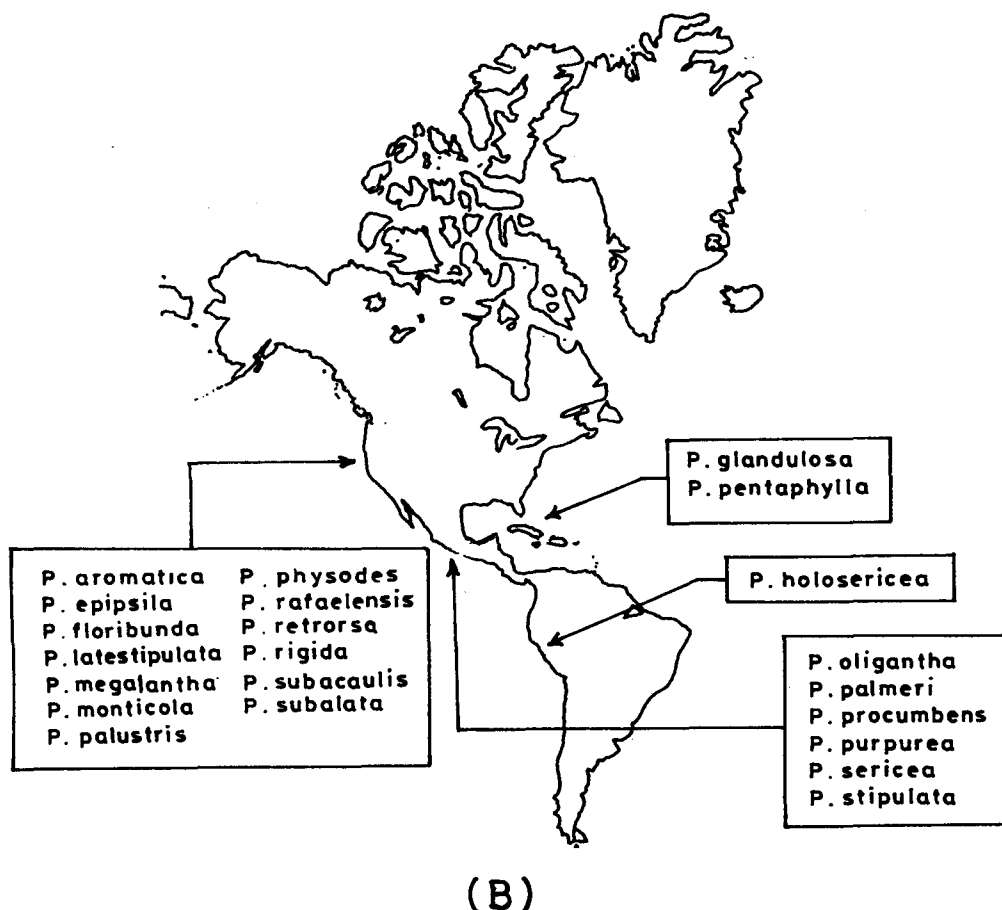 P. glandulosa
P. pentaphylla
P. holosericea
P. aromatica P. physodes
P. epipsila P. rafaelensis
P. floribunda P. retrorsa
P. latestipulata P. rigida
P. megalantha P. subacaulis
P. monticola P. subalata
P. palustris
P. oligantha
P. palmeri
P. procumbens
P. purpurea
P. sericea
P. stipulata
(B)